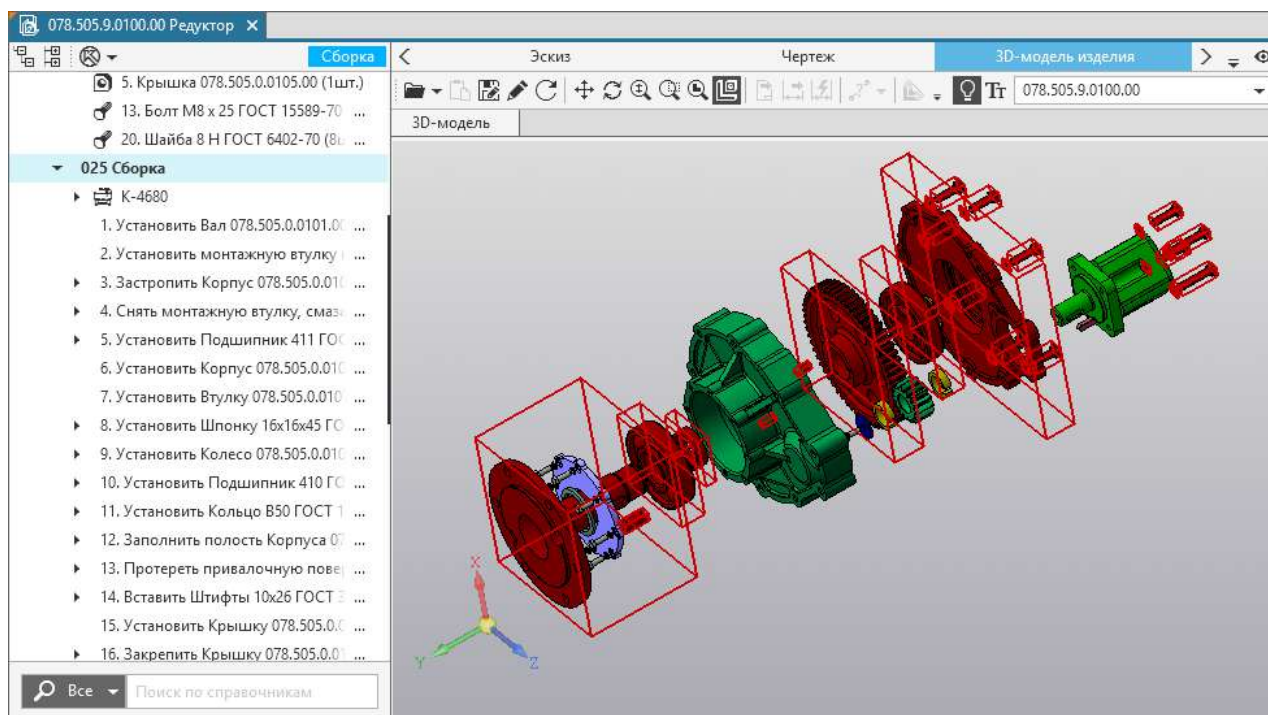 078.505.9.0100.00 Редуктор
Сборка
Эскиз
Чертеж
3D-модель изделия
5. Крышка 078.505.0.0105.00 (1шт.)
13. Болт М8 х 25 ГОСТ 15589-70 ...
20. Шайба 8 Н ГОСТ 6402-70 (8 ...
025 Сборка
К-4680
1. Установить Вал 078.505.0.0101.0 ...
2. Установить монтажную втулку ...
3. Застропить Корпус 078.505.0.01 ...
4. Снять монтажную втулку, сма ...
5. Установить Подшипник 411 ГО ...
6. Установить Корпус 078.505.0.010 ...
7. Установить Втулку 078.505.0.010 ...
8. Установить Шпонку 16х16х45 ГО ...
9. Установить Колесо 078.505.0.010 ...
10. Установить Подшипник 410 Г ...
11. Установить Кольцо В50 ГОСТ 1 ...
12. Заполнить полость Корпуса 0 ...
13. Протереть привалочную пове ...
14. Вставить Штифты 10х26 ГОСТ ...
15. Установить Крышку 078.505.0. ...
16. Закрепить Крышку 078.505.0.0 ...
Все
Поиск по справочникам
Тт
078.505.9.0100.00
3D-модель
X
Y
Z